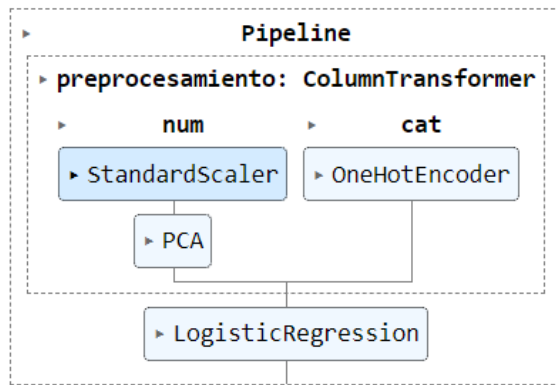 Pipeline
preprocesamiento: ColumnTransformer
num
cat
StandardScaler
OneHotEncoder
PCA
LogisticRegression